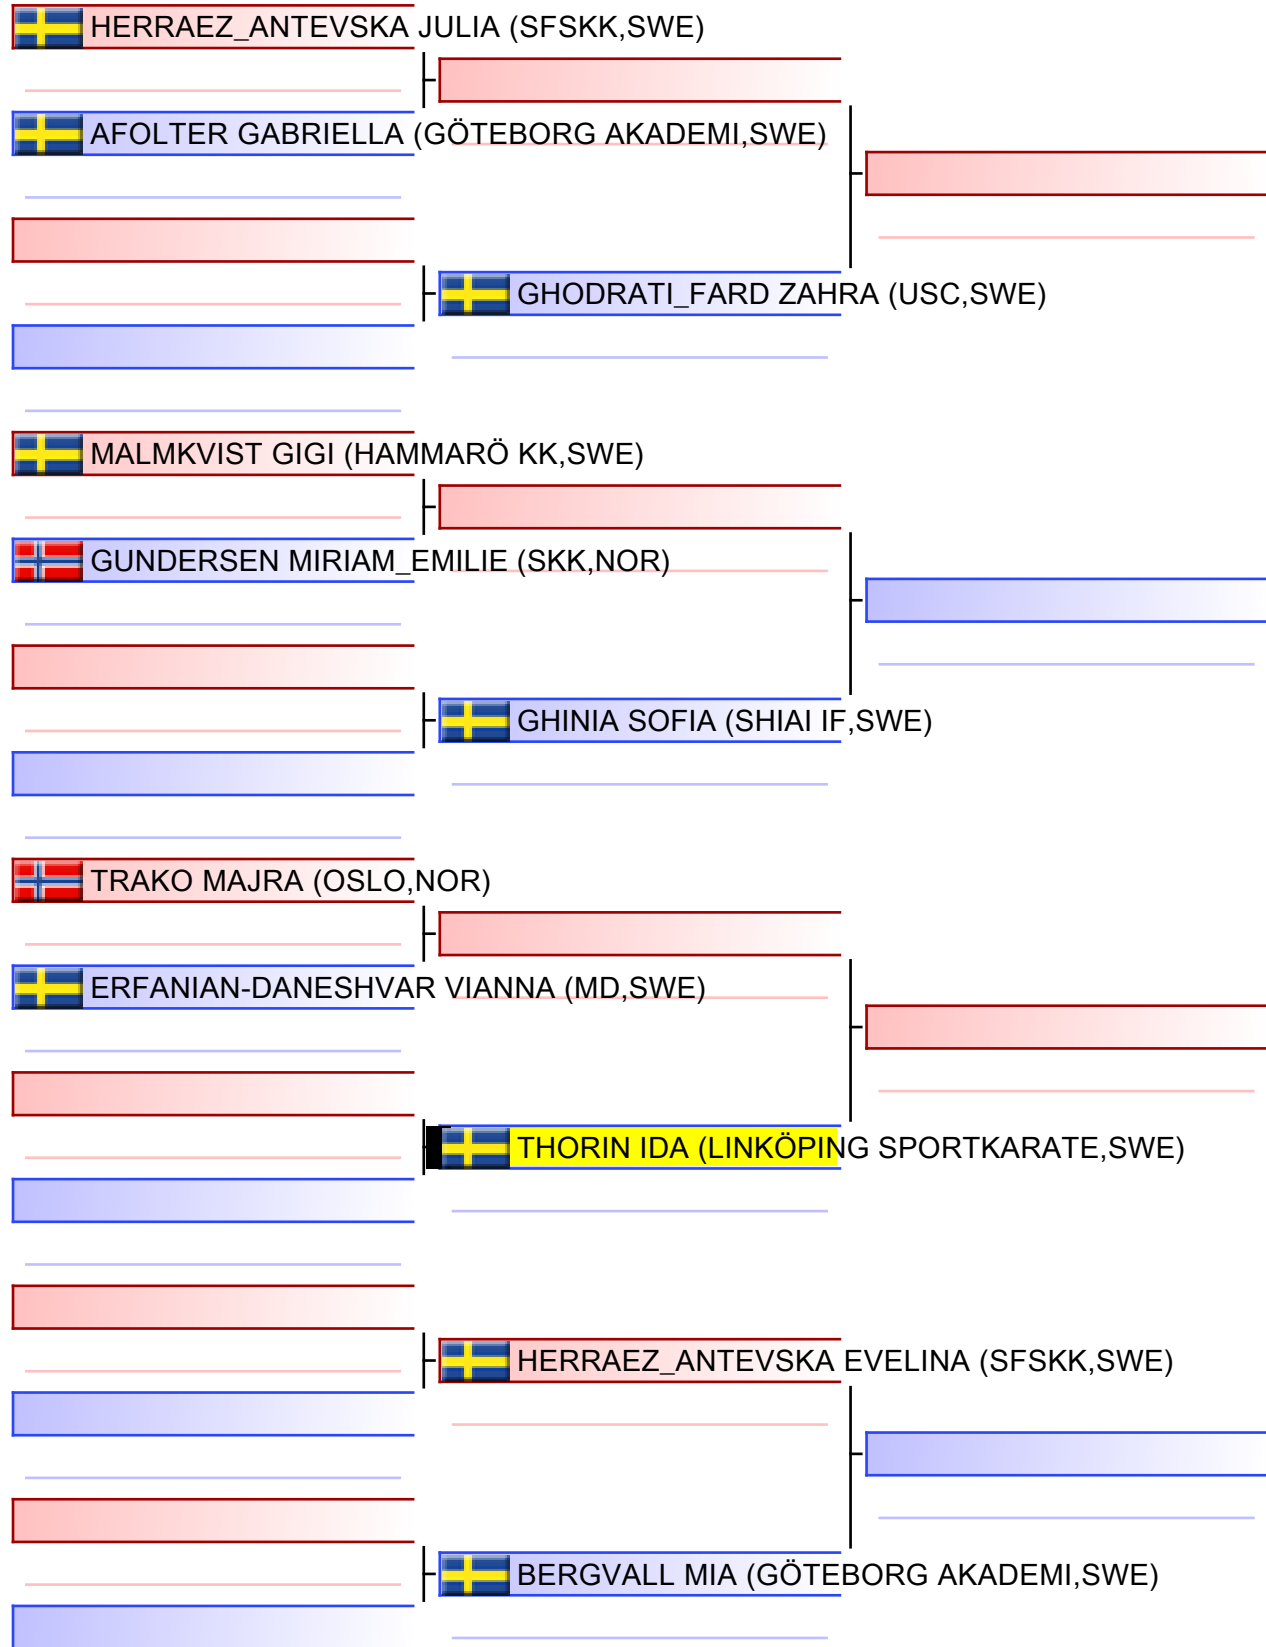 HERRAEZ_ANTEVSKA JULIA (SFSKK,SWE)
AFOLTER GABRIELLA (GÖTEBORG AKADEMI,SWE)
GHODRATI_FARD ZAHRA (USC,SWE)
MALMKVIST GIGI (HAMMARÖ KK,SWE)
GUNDERSEN MIRIAM_EMILIE (SKK,NOR)
GHINIA SOFIA (SHIAI IF,SWE)
TRAKO MAJRA (OSLO,NOR)
ERFANIAN-DANESHVAR VIANNA (MD,SWE)
THORIN IDA (LINKÖPING SPORTKARATE,SWE)
HERRAEZ_ANTEVSKA EVELINA (SFSKK,SWE)
BERGVALL MIA (GÖTEBORG AKADEMI,SWE)